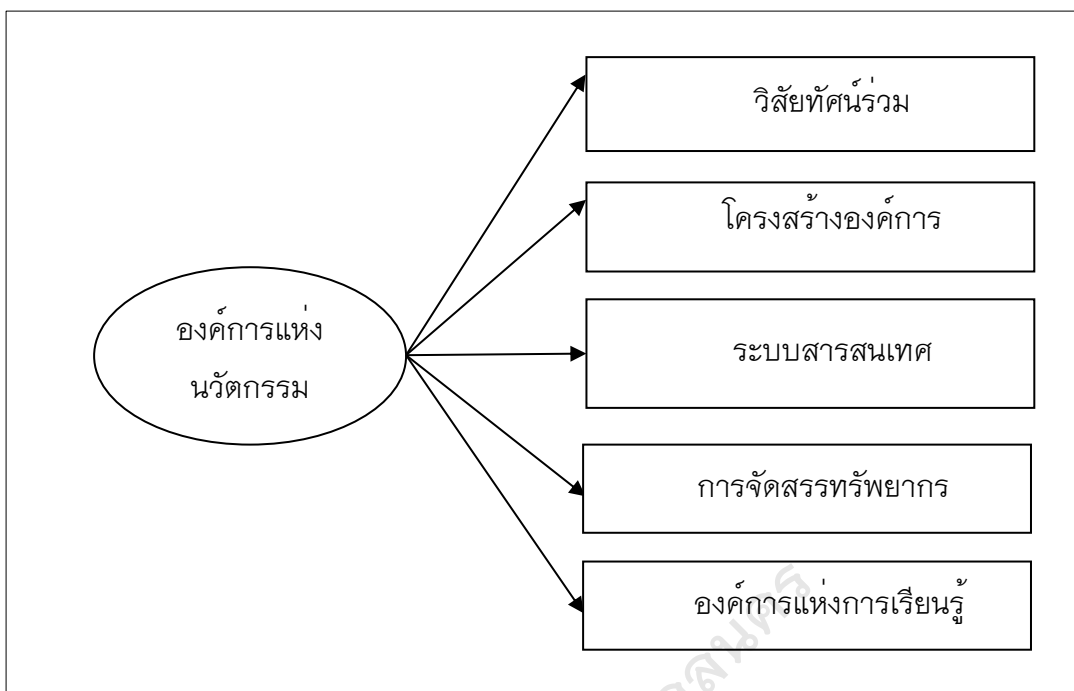 วิสัยทัศน์ร่วม
โครงสร้างองค์การ
องค์การแห่ง
นวัตกรรม
ระบบสารสนเทศ
การจัดสรรทรัพยากร
องค์การแห่งการเรียนรู้